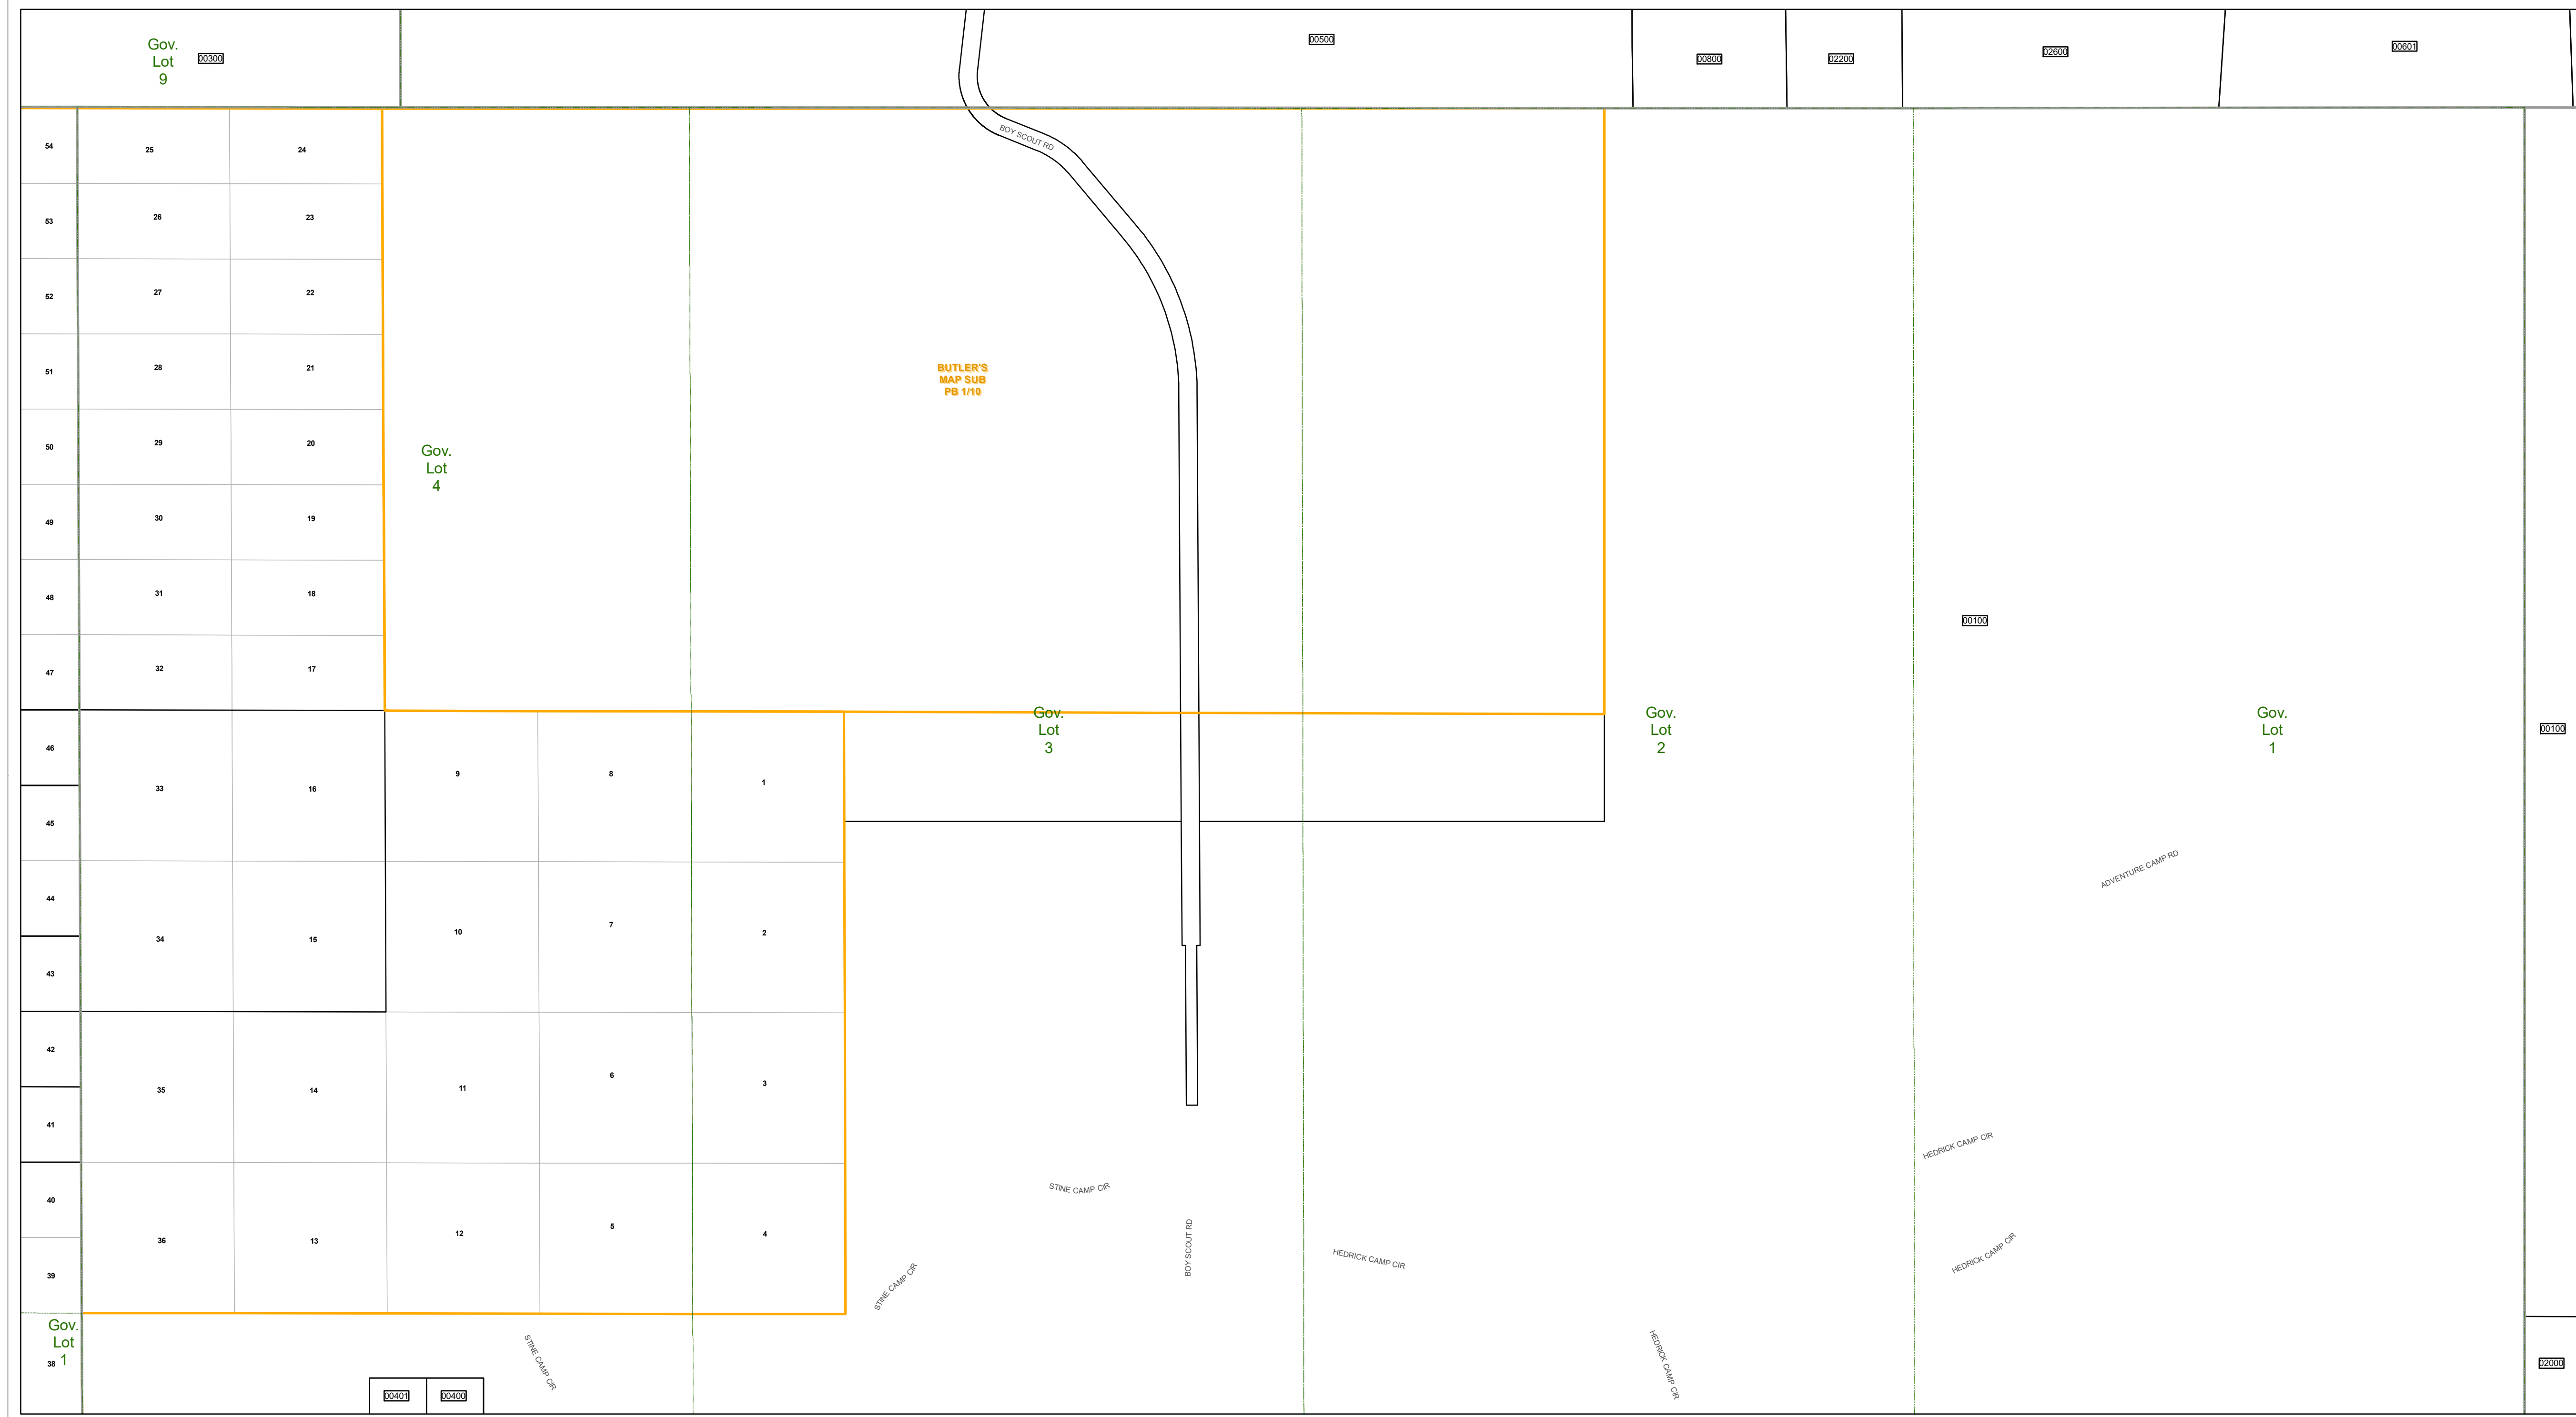 Gov.
Lot
9
00300
00500
00800
02200
02600
00601
BOY SCOUT RD
54
25
24
53
26
23
52
27
22
51
28
21
BUTLER'S
MAP SUB
PB 1/10
50
29
20
Gov.
Lot
4
49
30
19
48
31
18
00100
47
32
17
Gov.
Lot
3
Gov.
Lot
2
Gov.
Lot
1
00100
46
33
16
9
8
1
45
44
34
15
10
7
2
ADVENTURE CAMP RD
43
42
35
14
11
6
3
41
HEDRICK CAMP CIR
STINE CAMP CIR
40
36
13
12
5
4
BOY SCOUT RD
HEDRICK CAMP CIR
HEDRICK CAMP CIR
39
STINE CAMP CIR
Gov.
Lot
1
38
STINE CAMP CIR
HEDRICK CAMP CIR
02000
00401
00400